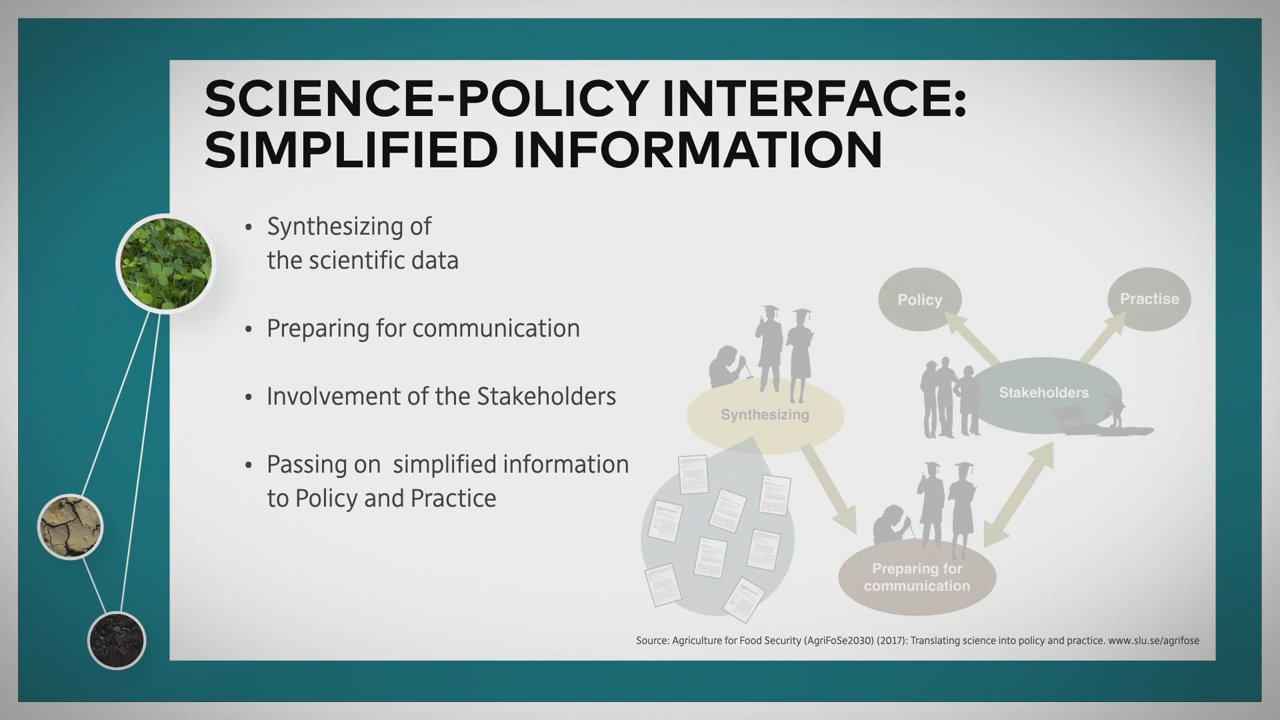 SCIENCE-POLICY INTERFACE:
SIMPLIFIED INFORMATION
• Synthesizing of
the scientific data
• Preparing for communication
• Involvement of the Stakeholders
• Passing on simplified information
to Policy and Practice
Policy
Practise
Stakeholders
Synthesizing
Preparing for
communication
Source: Agriculture for Food Security (AgriFoSe2030) (2017): Translating science into policy and practice. www.slu.se/agrifose